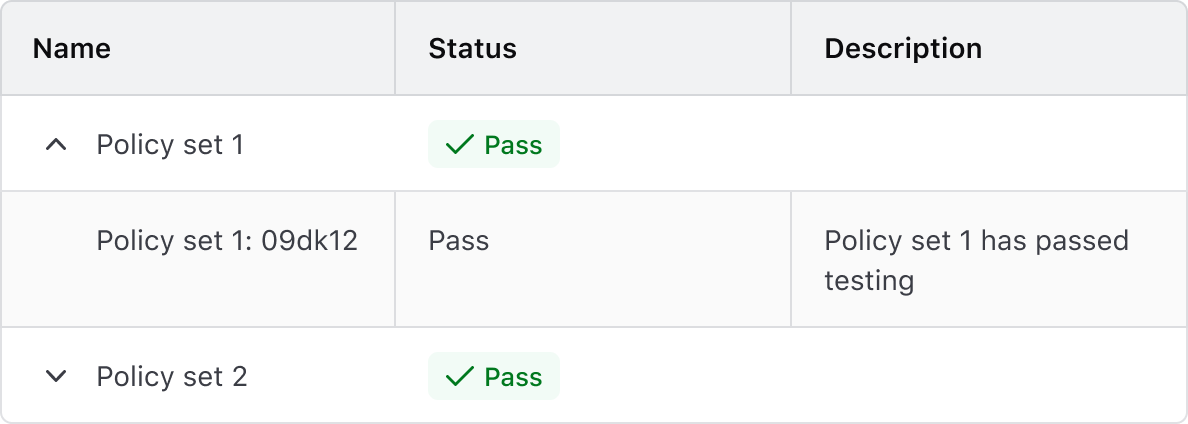 Name Status Description
Policy set 1 Pass
Policy set 1: 09dk12 Pass Policy set 1 has passed
testing
Policy set 2 Pass